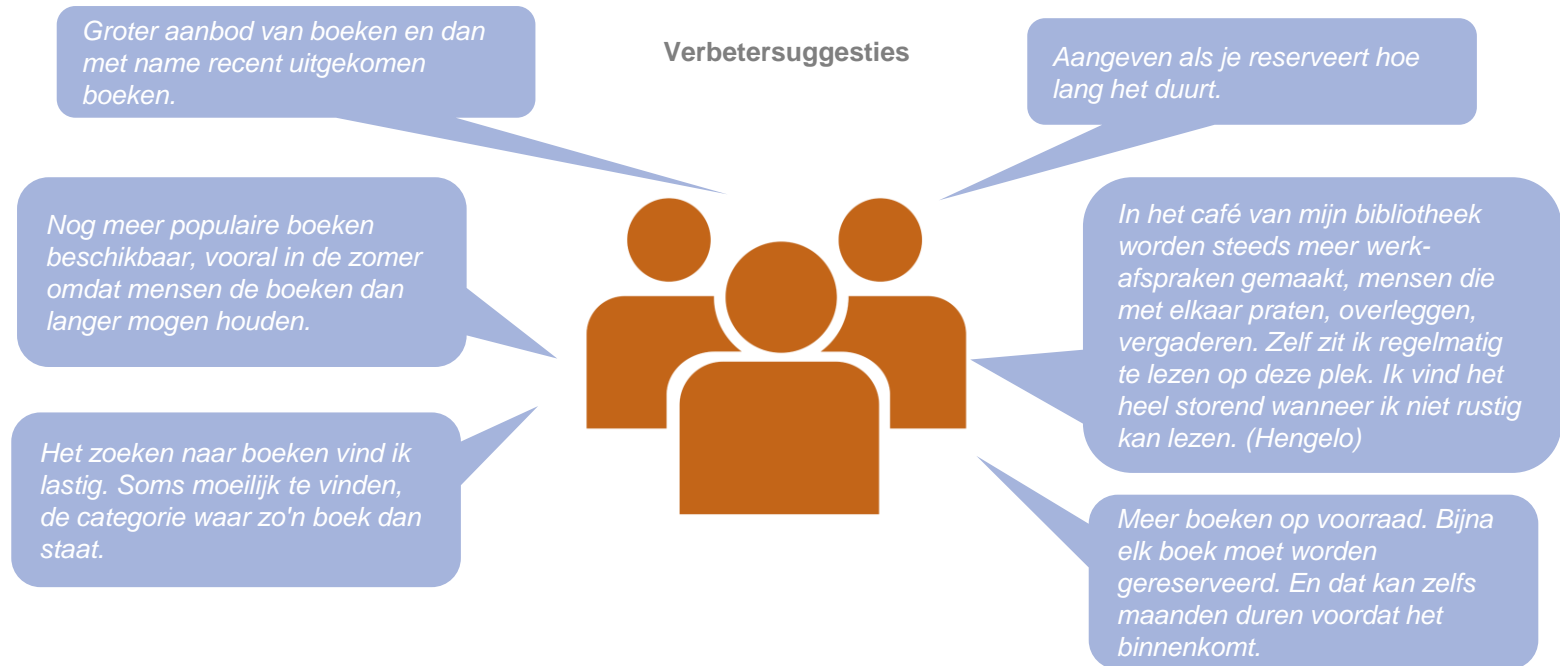 Verbetersuggesties
Groter aanbod van boeken en dan
met name recent uitgekomen
boeken.
Aangeven als je reserveert hoe
lang het duurt.
Nog meer populaire boeken
beschikbaar, vooral in de zomer
omdat mensen de boeken dan
langer mogen houden.
In het café van mijn bibliotheek
worden steeds meer werk-
afspraken gemaakt, mensen die
met elkaar praten, overleggen,
vergaderen. Zelf zit ik regelmatig
te lezen op deze plek. Ik vind het
heel storend wanneer ik niet rustig
kan lezen. (Hengelo)
Het zoeken naar boeken vind ik
lastig. Soms moeilijk te vinden,
de categorie waar zo'n boek dan
staat.
Meer boeken op voorraad. Bijna
elk boek moet worden
gereserveerd. En dat kan zelfs
maanden duren voordat het
binnenkomt.